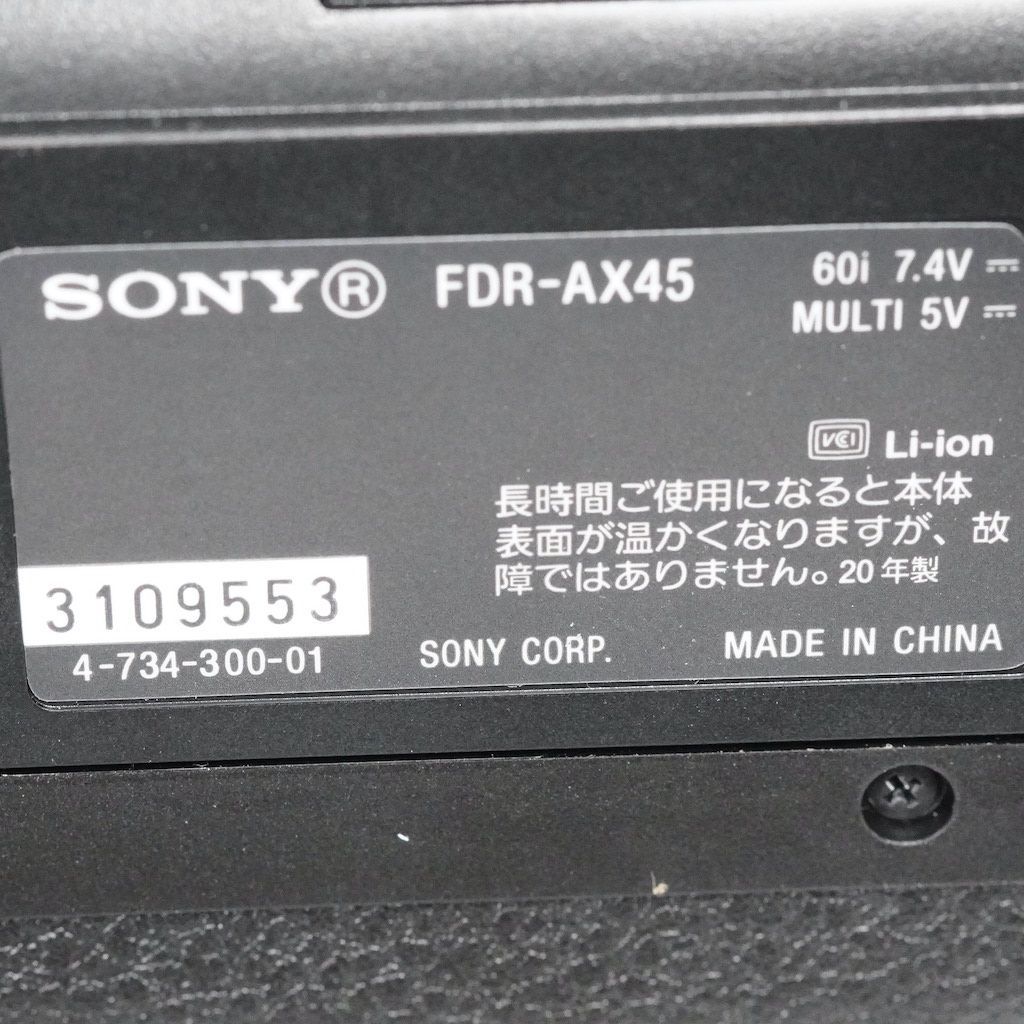 SONY® FDR-AX45 60i 7.4V ⎓
MULTI 5V ⎓
VCCI Li-ion
長時間ご使用になると本体
表面が温かくなりますが、故
障ではありません。20年製
3109553
4-734-300-01 SONY CORP. MADE IN CHINA